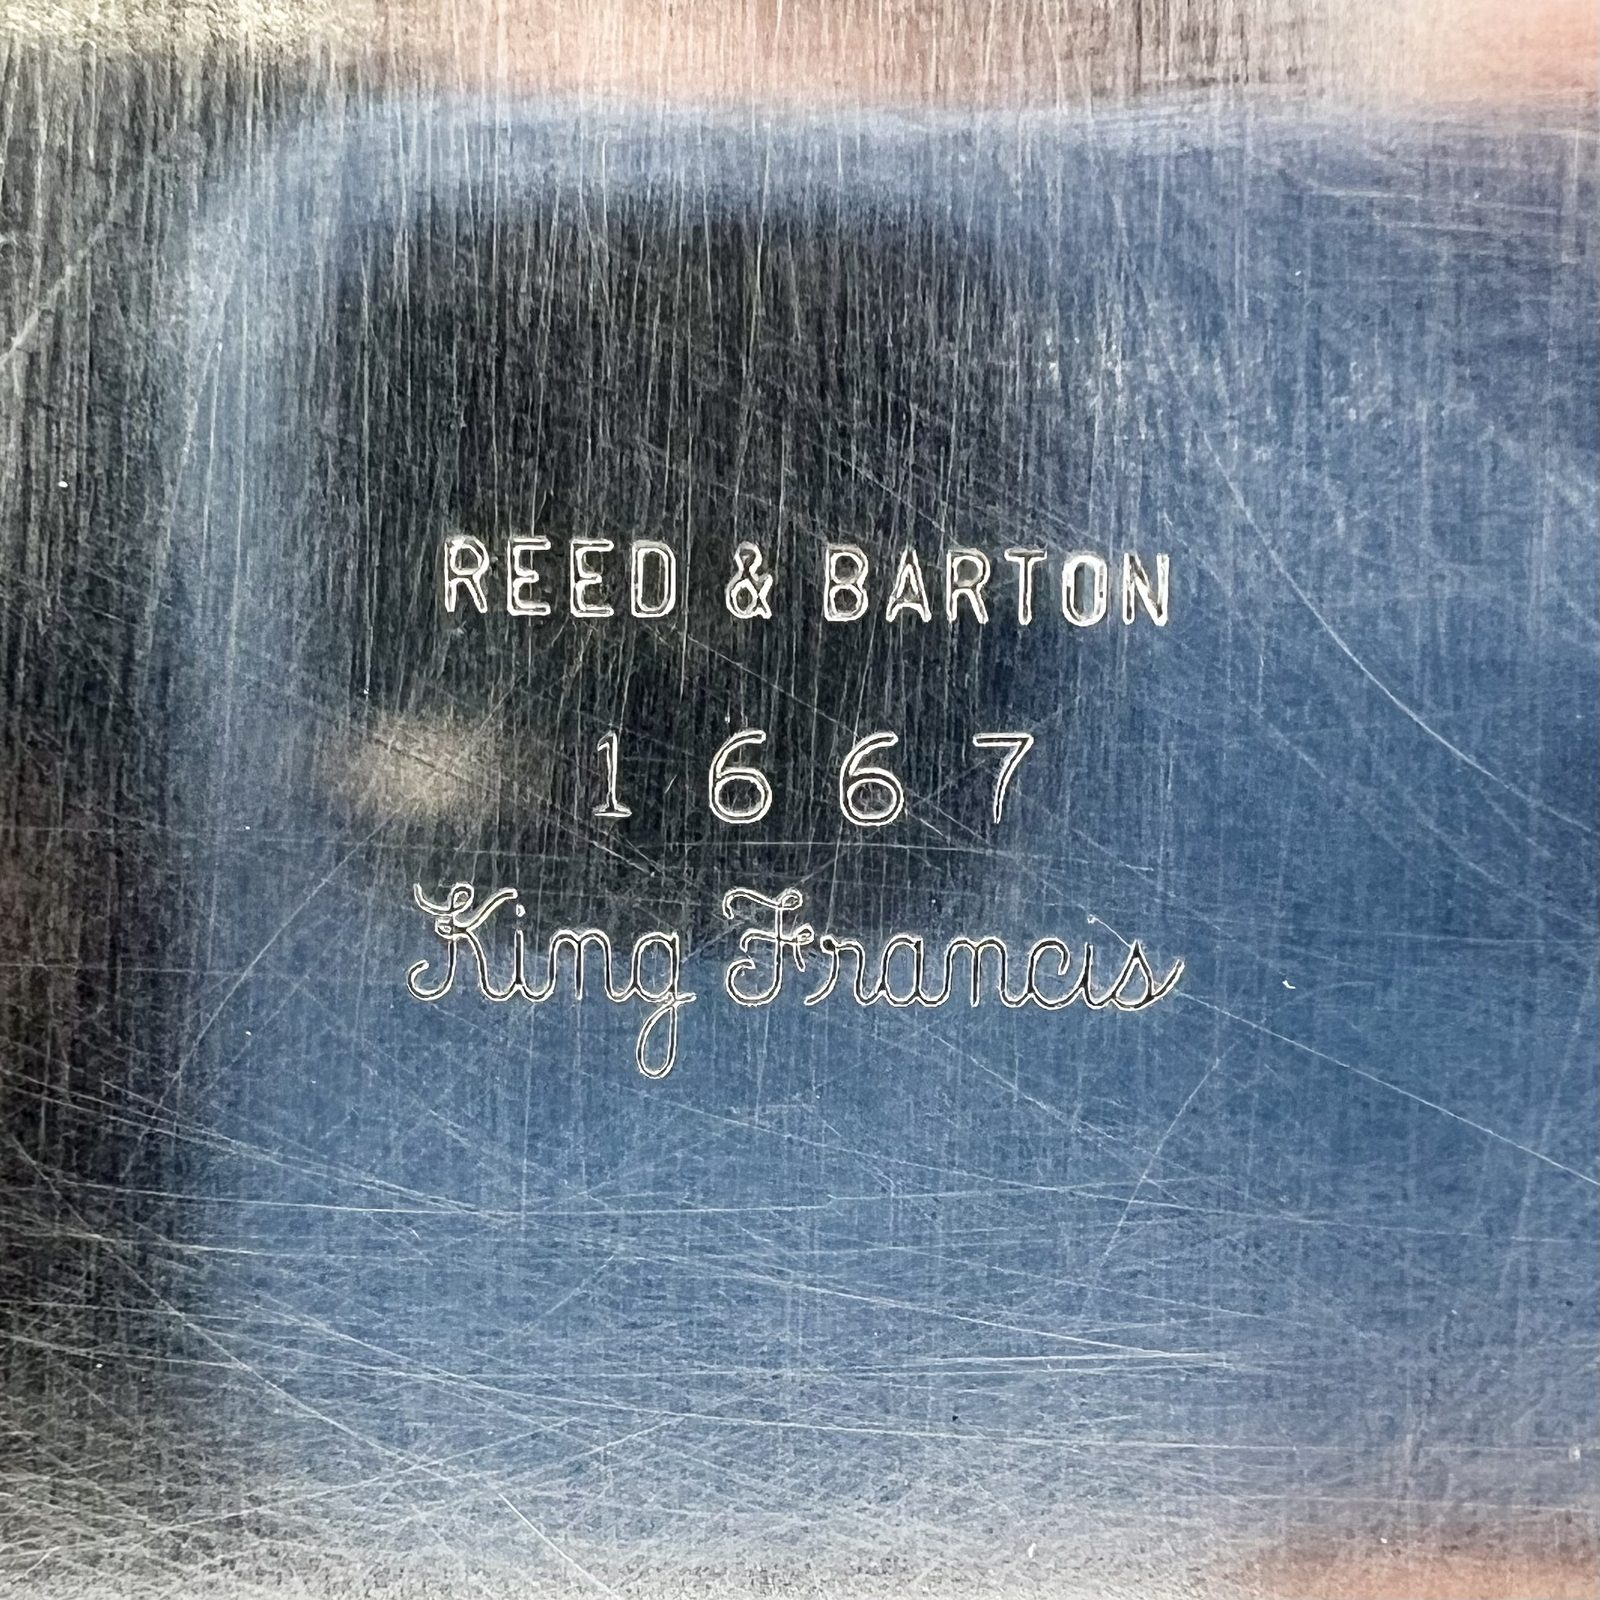 REED & BARTON
1667
King Francis